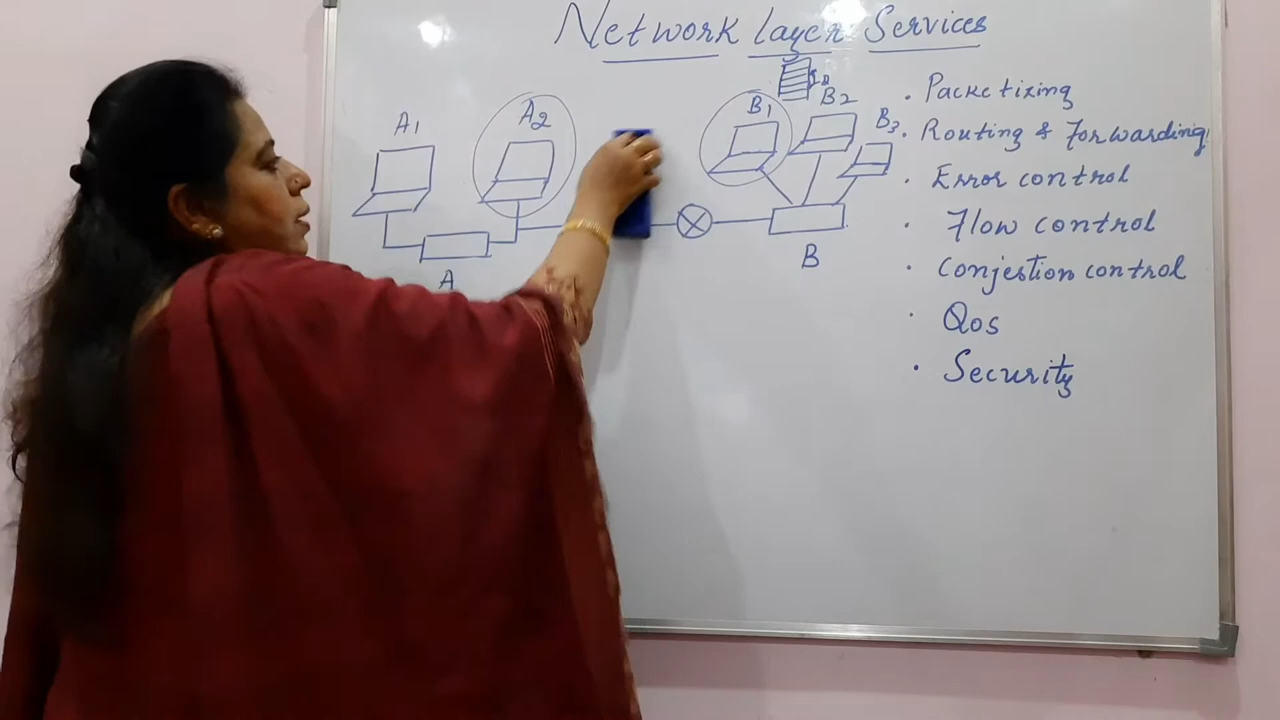 Network layer Services
A1
A2
B1
B2
B3
A
B
. Packetizing
. Routing & Forwarding
. Error control
. Flow control
. Conjestion control
. Qos
. Security